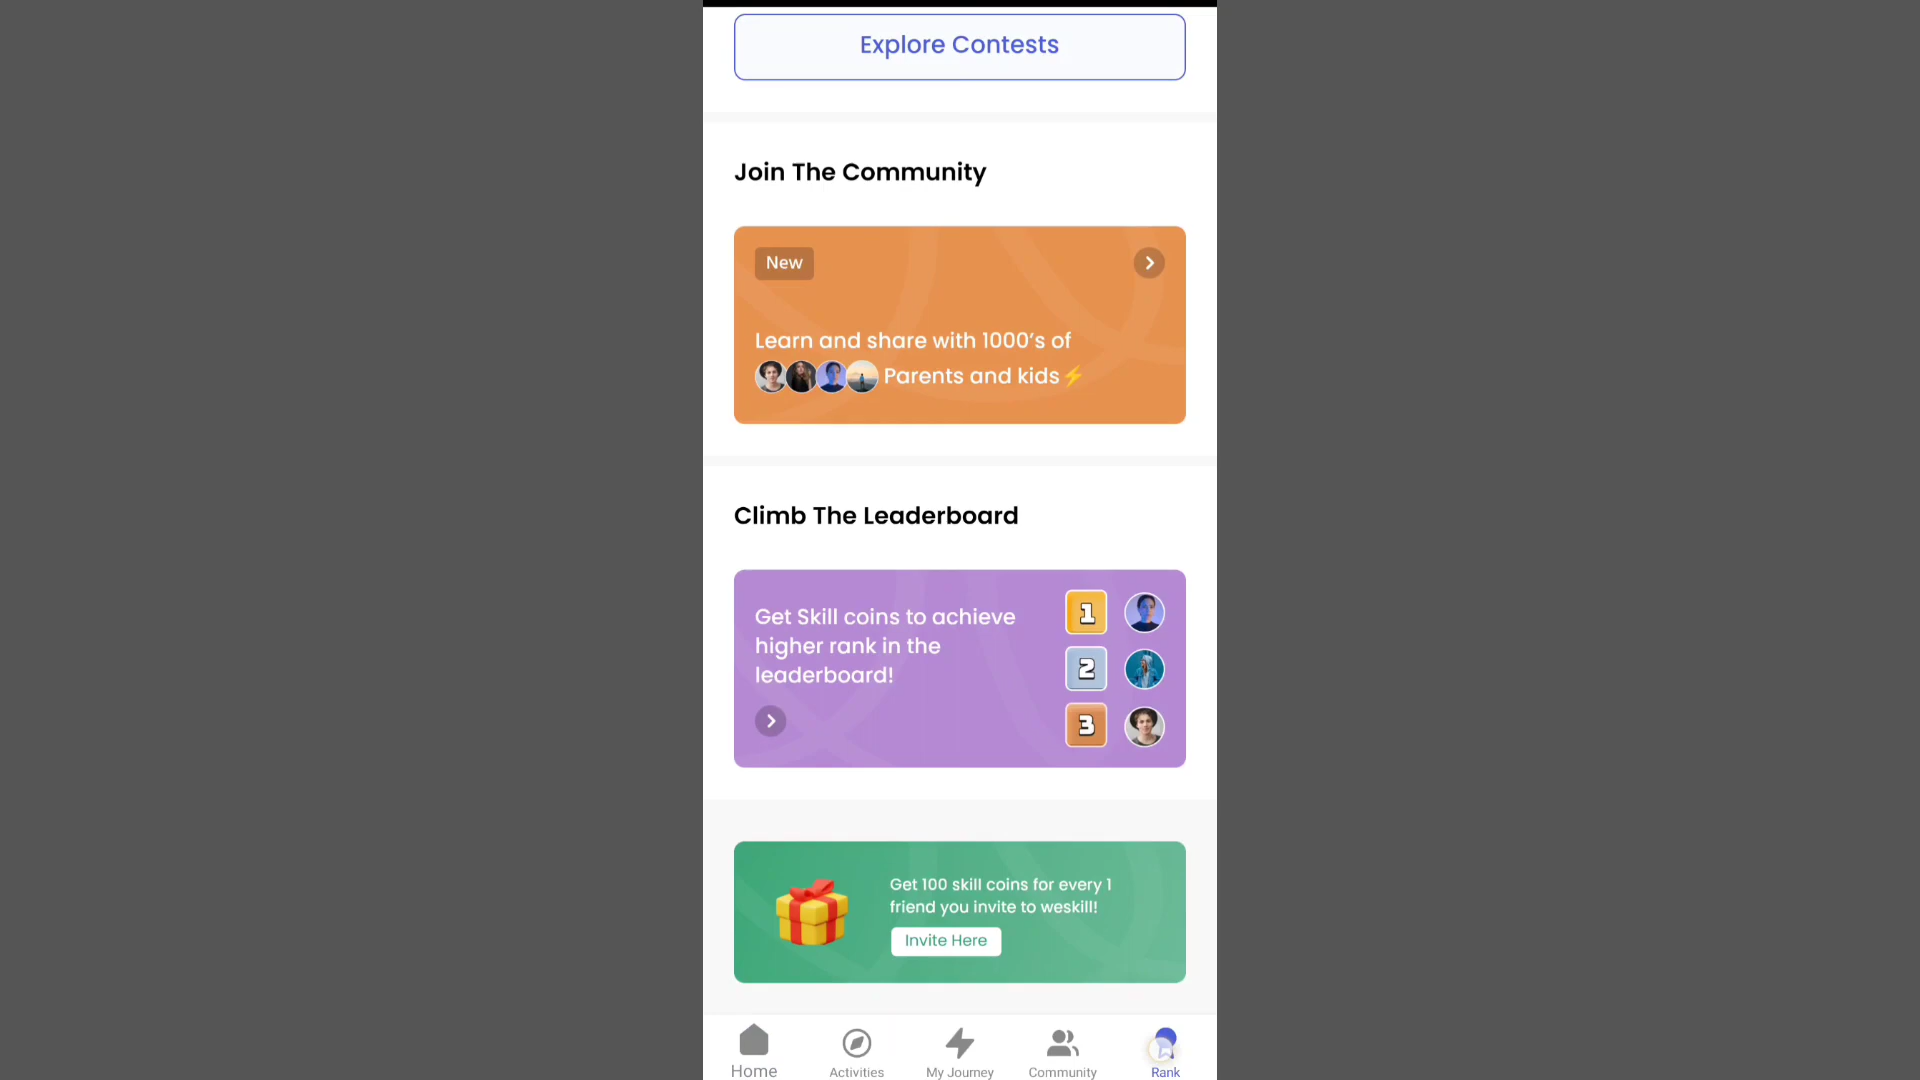 Explore Contests
Join The Community
New
Learn and share with 1000's of
Parents and kids⚡
Climb The Leaderboard
Get Skill coins to achieve
higher rank in the
leaderboard!
1
2
3
Get 100 skill coins for every 1
friend you invite to weskill!
Invite Here
Home
Activities
My Journey
Community
Rank